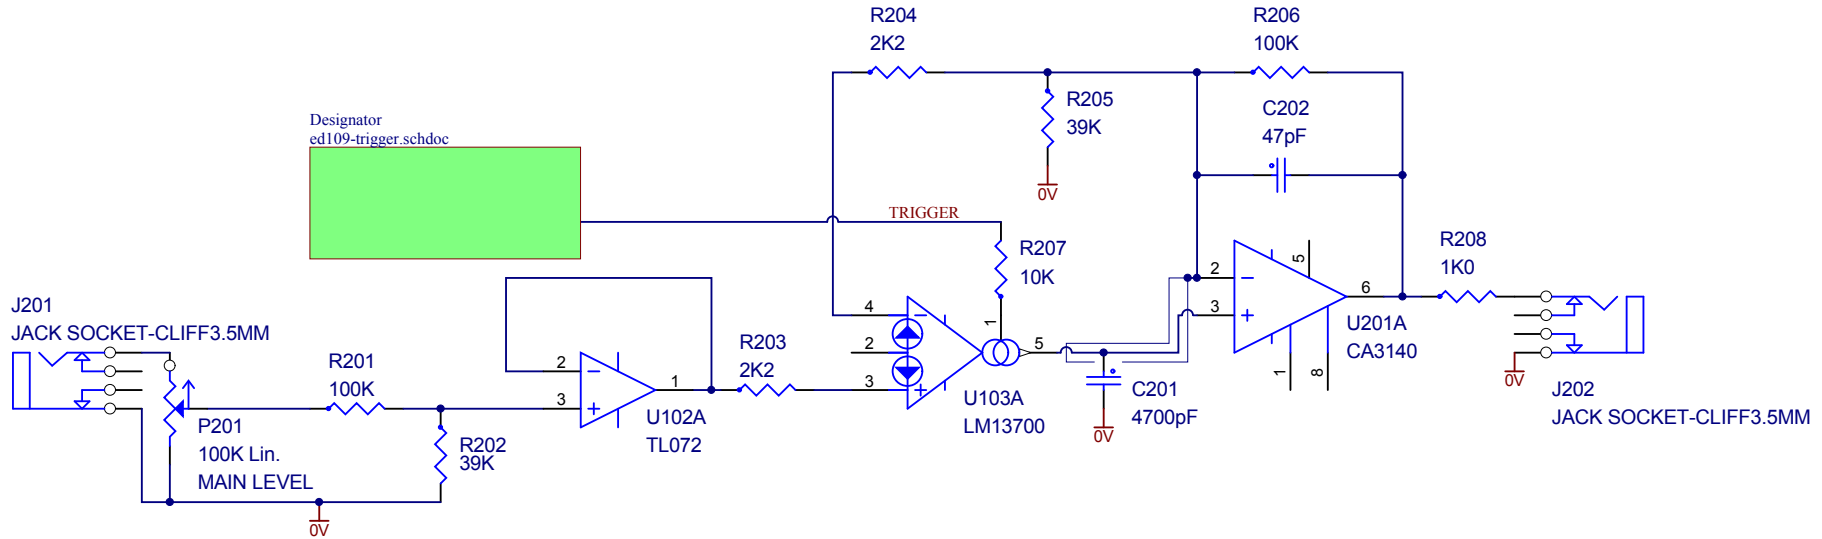 R204
2K2
R206
100K
Designator
ed109-trigger.schdoc
R205
39K
0V
C202
47pF
TRIGGER
R207
10K
1
4
2
3
5
U103A
LM13700
R208
1K0
2
3
5
6
1
8
U201A
CA3140
J201
JACK SOCKET-CLIFF3.5MM
R201
100K
P201
100K Lin.
MAIN LEVEL
R202
39K
0V
2
3
1
U102A
TL072
R203
2K2
C201
4700pF
0V
0V
J202
JACK SOCKET-CLIFF3.5MM